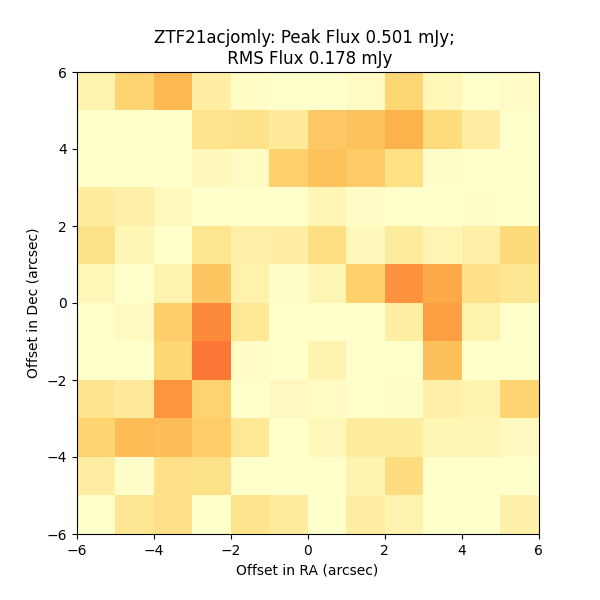 ZTF21acjomly: Peak Flux 0.501 mJy;
RMS Flux 0.178 mJy
6
4
2
0
−2
−4
−6
Offset in Dec (arcsec)
−6 −4 −2 0 2 4 6
Offset in RA (arcsec)